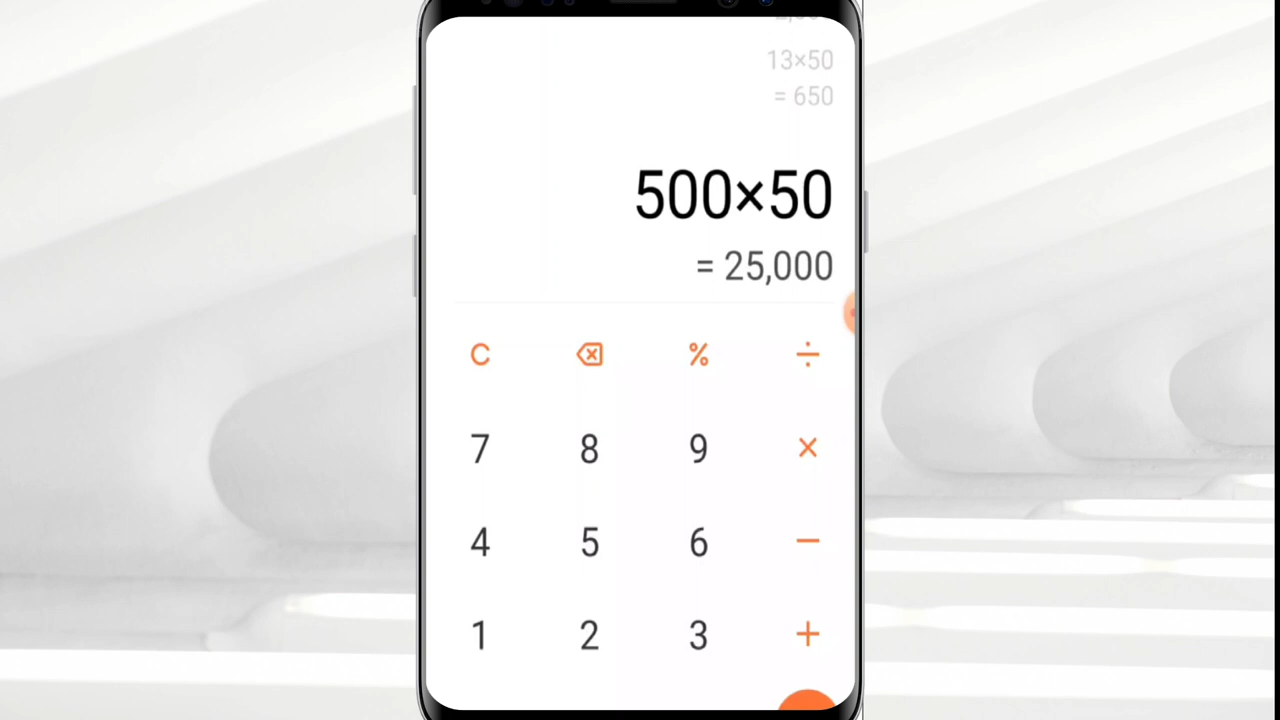 13×50
= 650
500×50
= 25,000
C % ÷
7 8 9 ×
4 5 6 −
1 2 3 +